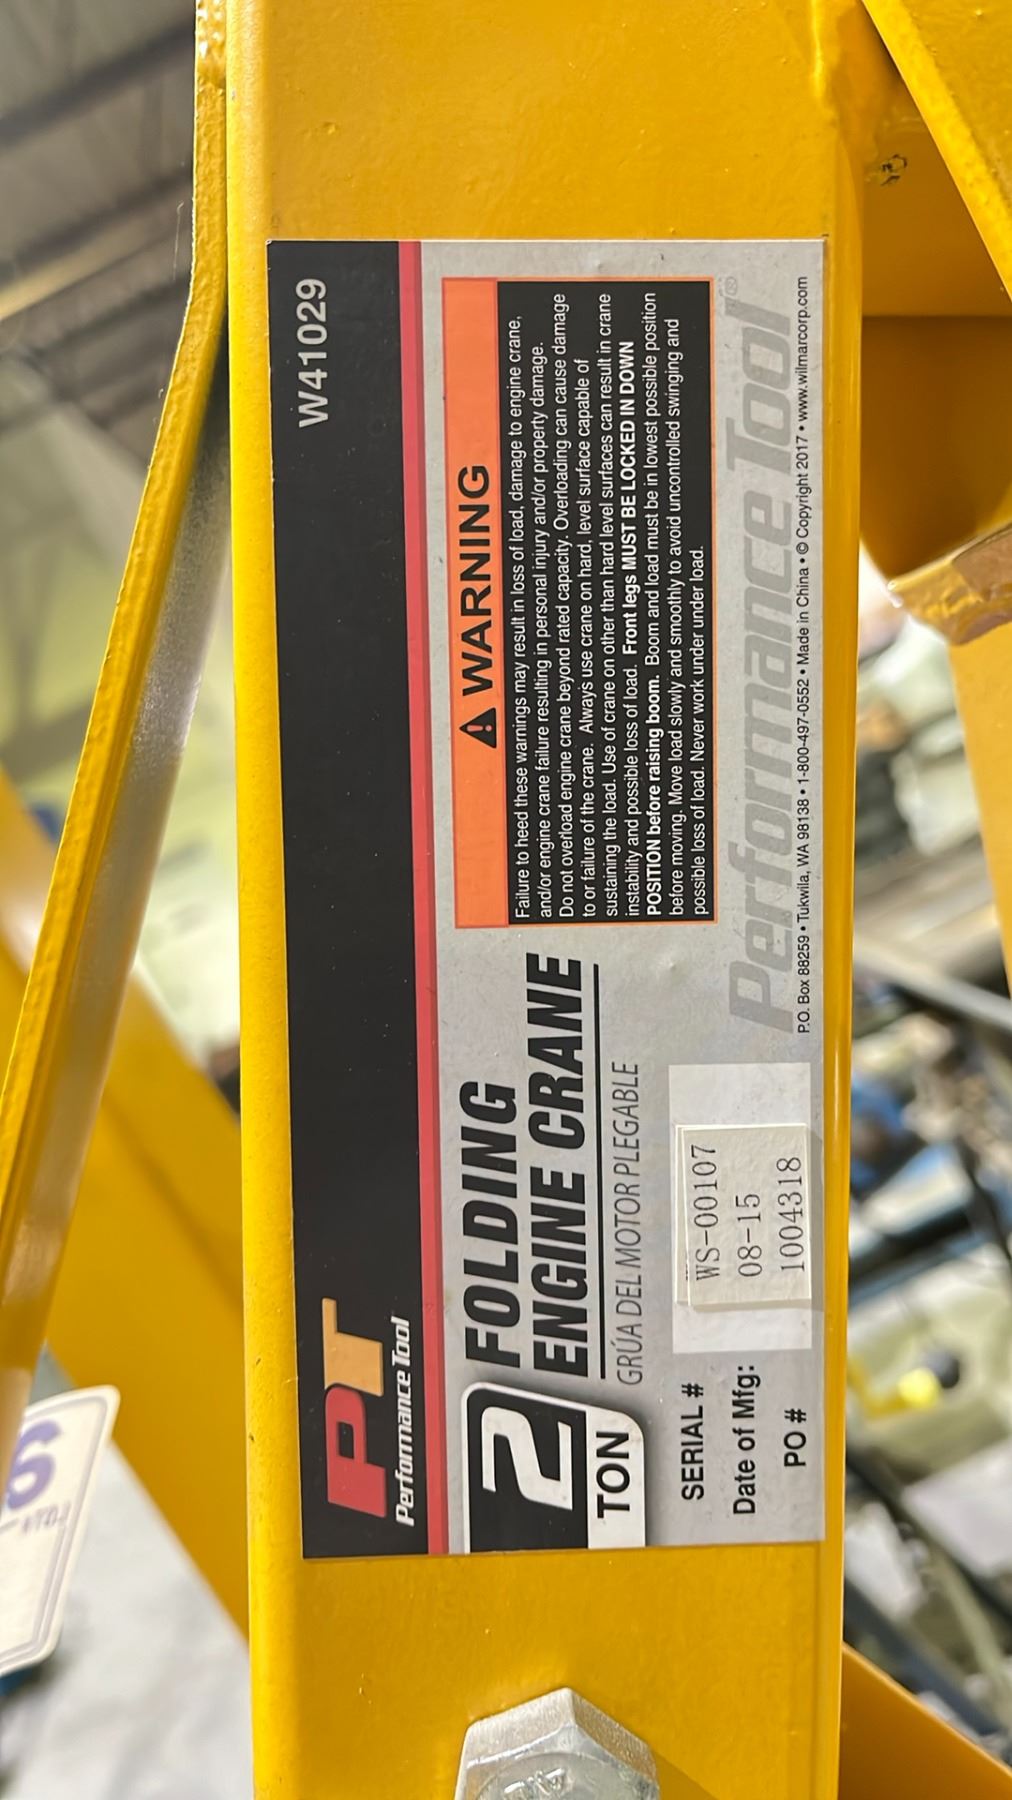 W41029
PT
Performance Tool
2
TON
FOLDING
ENGINE CRANE
GRÚA DEL MOTOR PLEGABLE
SERIAL # WS-00107
Date of Mfg: 08-15
PO # 1004318
⚠ WARNING
Failure to heed these warnings may result in loss of load, damage to engine crane,
and/or engine crane failure resulting in personal injury and/or property damage.
Do not overload engine crane beyond rated capacity. Overloading can cause damage
to or failure of the crane. Always use crane on hard, level surface capable of
sustaining the load. Use of crane on other than hard level surfaces can result in crane
instability and possible loss of load. Front legs MUST BE LOCKED IN DOWN
POSITION before raising boom. Boom and load must be in lowest possible position
before moving. Move load slowly and smoothly to avoid uncontrolled swinging and
possible loss of load. Never work under under load.
Performance Tool®
P.O. Box 88259 • Tukwila, WA 98138 • 1-800-497-0552 • Made in China • © Copyright 2017 • www.wilmarcorp.com